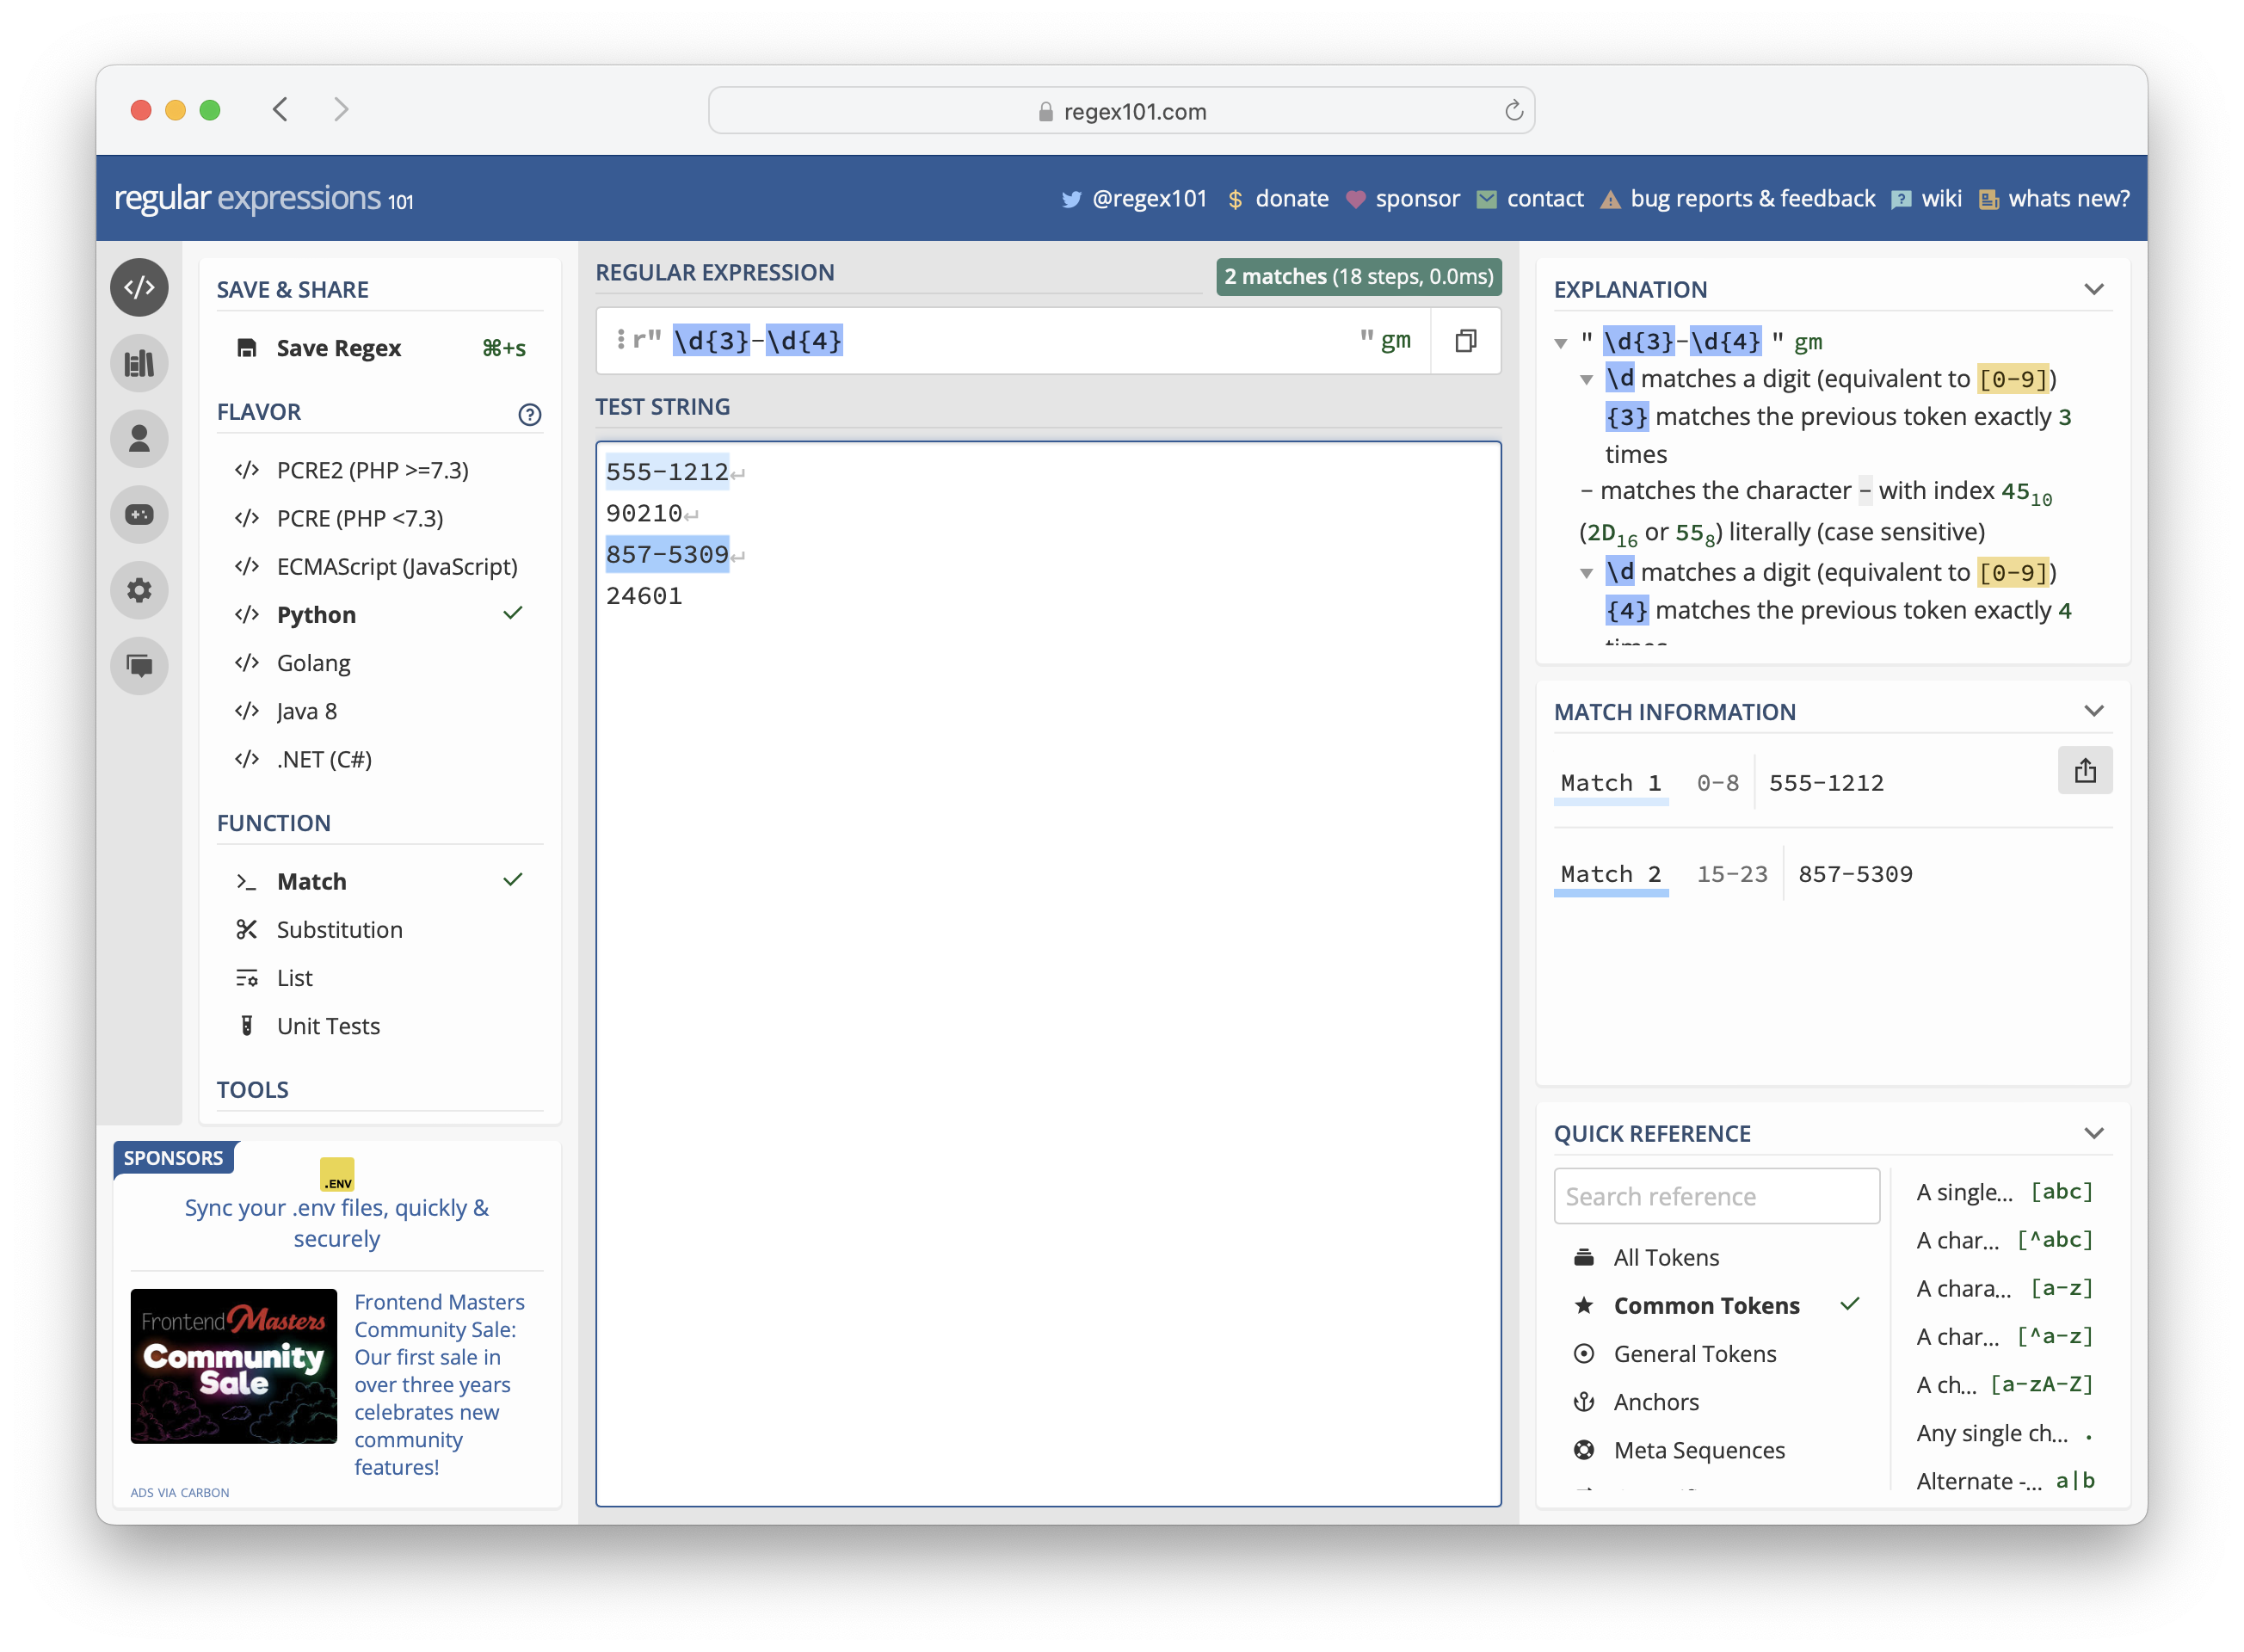 regex101.com
regular expressions 101
@regex101 donate sponsor contact bug reports & feedback wiki whats new?
SAVE & SHARE
Save Regex ⌘+s
FLAVOR
PCRE2 (PHP >=7.3)
PCRE (PHP <7.3)
ECMAScript (JavaScript)
Python
Golang
Java 8
.NET (C#)
FUNCTION
Match
Substitution
List
Unit Tests
TOOLS
SPONSORS
.ENV
Sync your .env files, quickly &
securely
Frontend Masters
Community
Sale
Frontend Masters
Community Sale:
Our first sale in
over three years
celebrates new
community
features!
ADS VIA CARBON
REGULAR EXPRESSION
2 matches (18 steps, 0.0ms)
r" \d{3}-\d{4} " gm
TEST STRING
555-1212
90210
857-5309
24601
EXPLANATION
" \d{3}-\d{4} " gm
\d matches a digit (equivalent to [0-9])
{3} matches the previous token exactly 3
times
- matches the character - with index 45₁₀
(2D₁₆ or 55₈) literally (case sensitive)
\d matches a digit (equivalent to [0-9])
{4} matches the previous token exactly 4
times
MATCH INFORMATION
Match 1 0-8 555-1212
Match 2 15-23 857-5309
QUICK REFERENCE
Search reference
All Tokens
Common Tokens
General Tokens
Anchors
Meta Sequences
A single... [abc]
A char... [^abc]
A chara... [a-z]
A char... [^a-z]
A ch... [a-zA-Z]
Any single ch... .
Alternate -... a|b